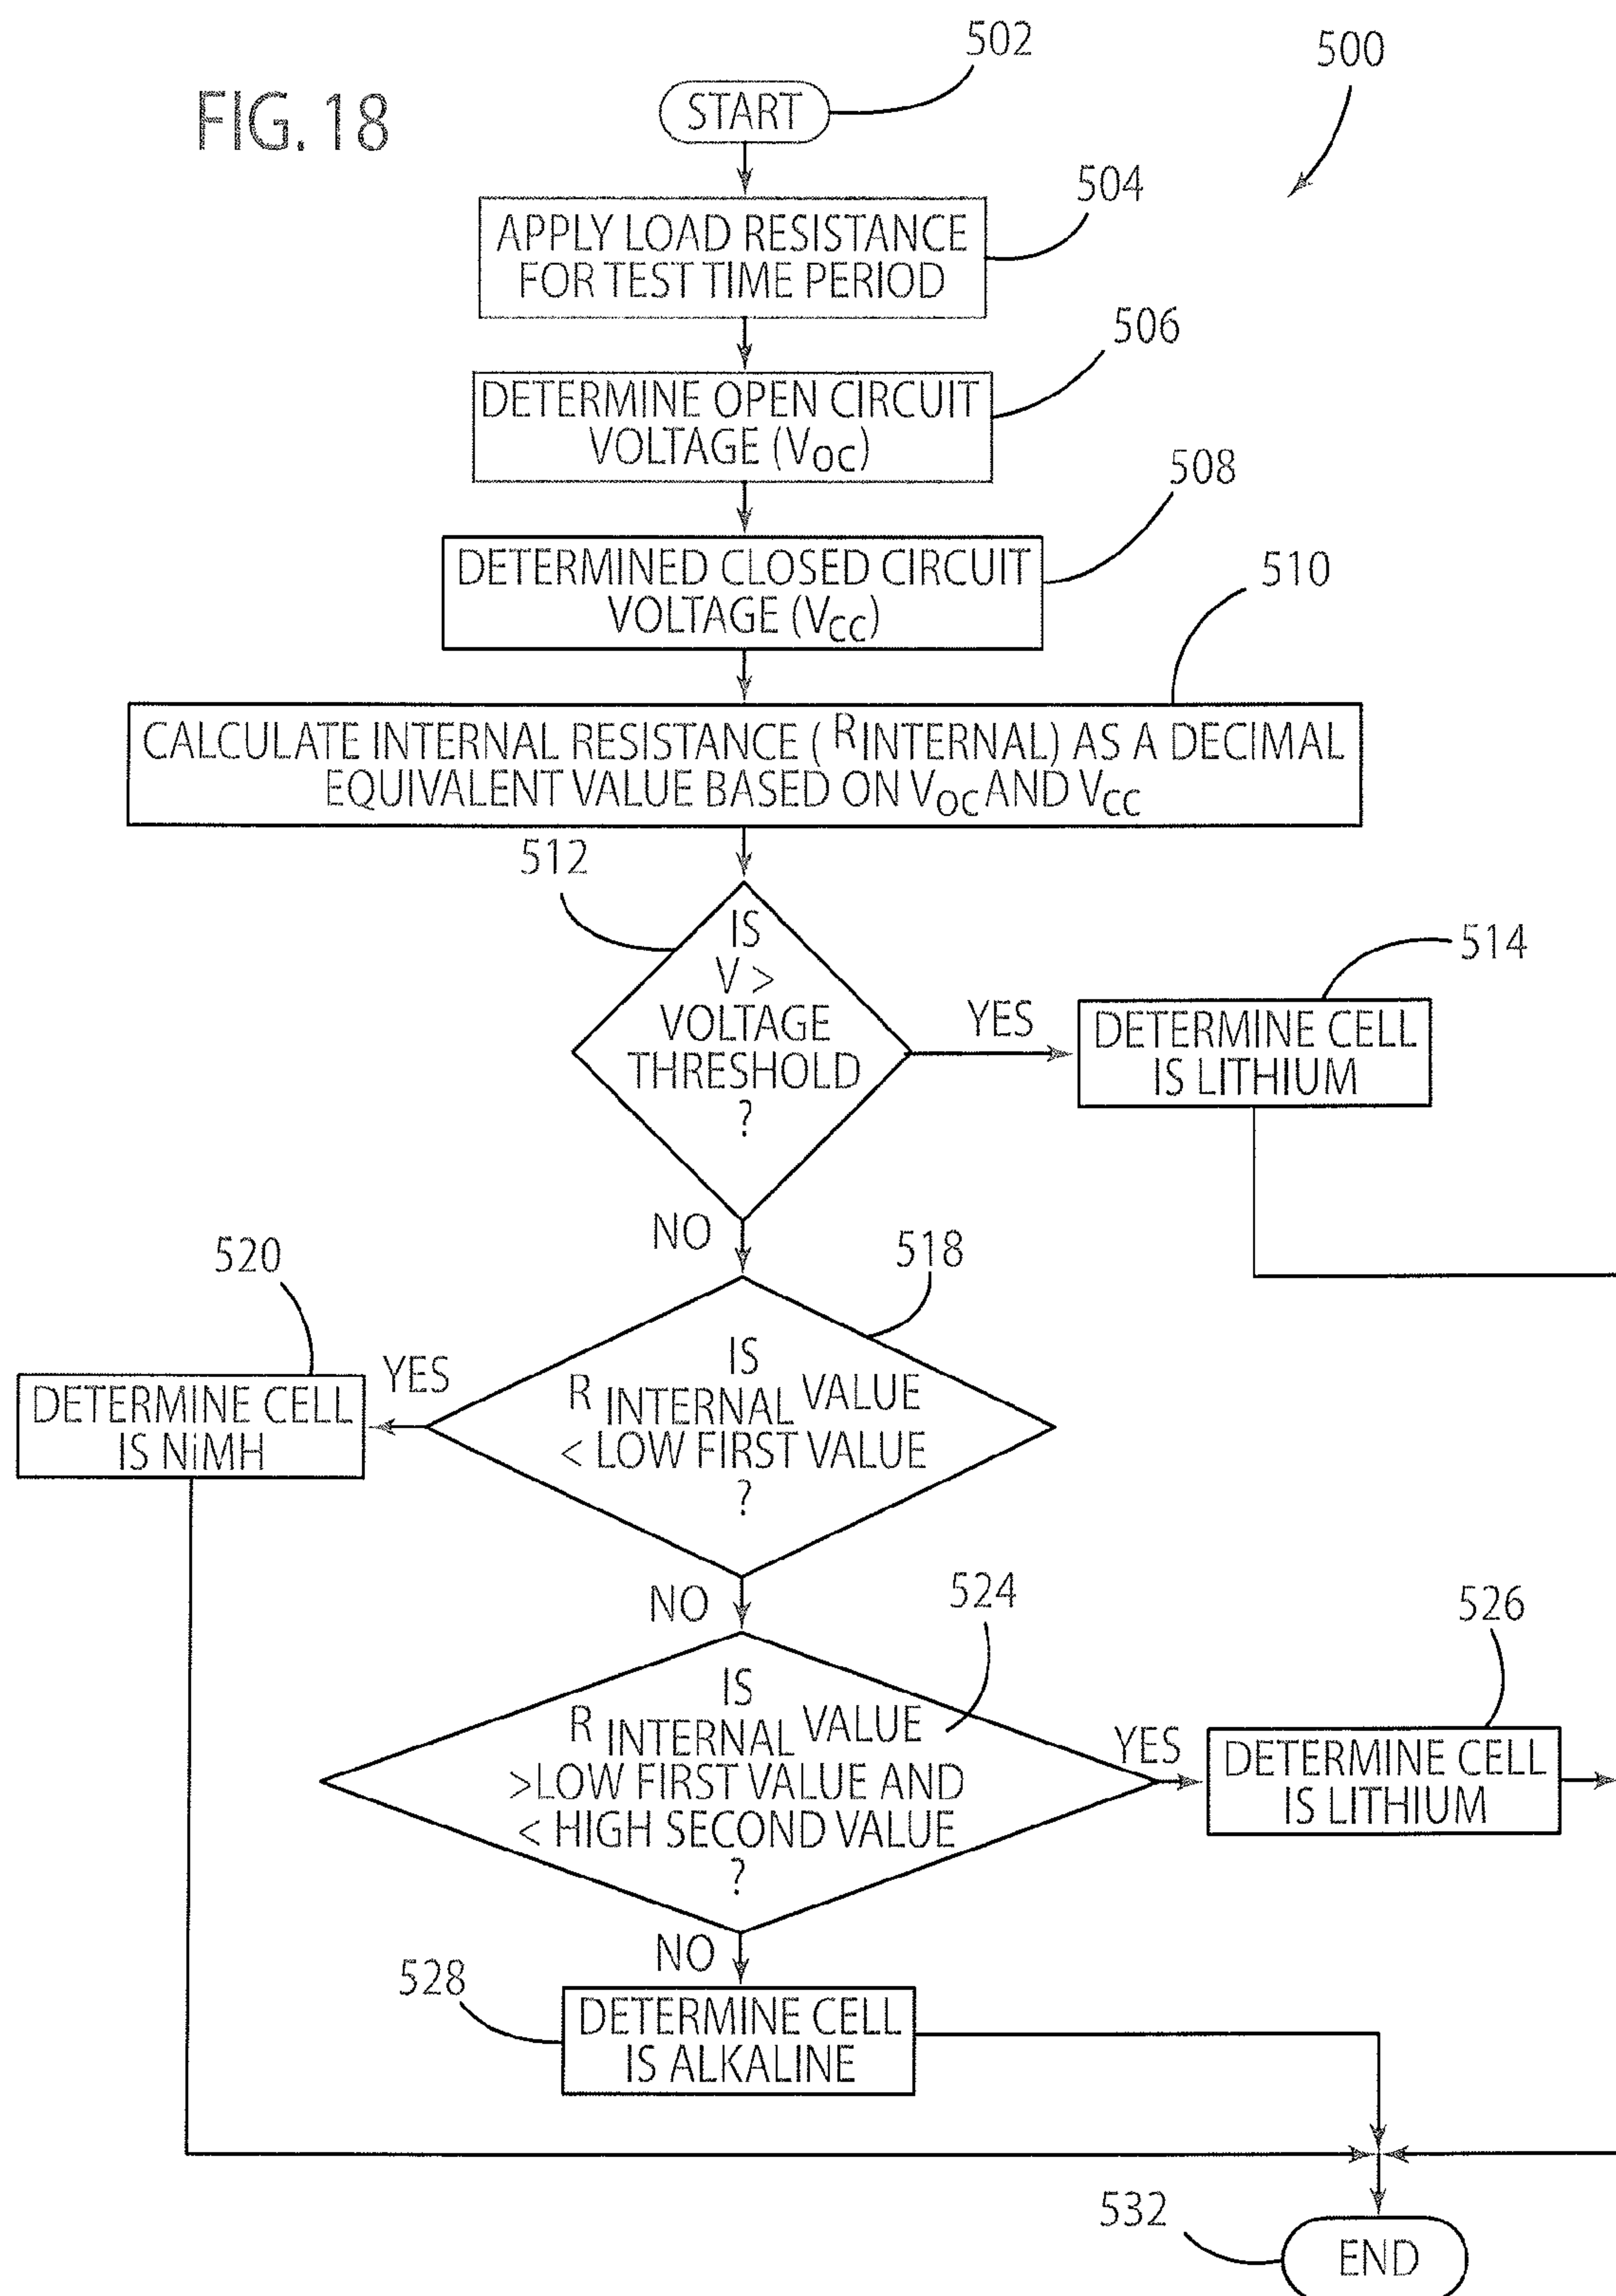 FIG. 18
502
500
START
504
APPLY LOAD RESISTANCE
FOR TEST TIME PERIOD
506
DETERMINE OPEN CIRCUIT
VOLTAGE (VOC)
508
DETERMINED CLOSED CIRCUIT
VOLTAGE (VCC)
510
CALCULATE INTERNAL RESISTANCE (RINTERNAL) AS A DECIMAL
EQUIVALENT VALUE BASED ON VOC AND VCC
512
IS
V >
VOLTAGE
THRESHOLD
?
YES
514
DETERMINE CELL
IS LITHIUM
NO
518
IS
R INTERNAL VALUE
< LOW FIRST VALUE
?
YES
520
DETERMINE CELL
IS NiMH
NO
524
IS
R INTERNAL VALUE
>LOW FIRST VALUE AND
< HIGH SECOND VALUE
?
YES
526
DETERMINE CELL
IS LITHIUM
NO
528
DETERMINE CELL
IS ALKALINE
532
END